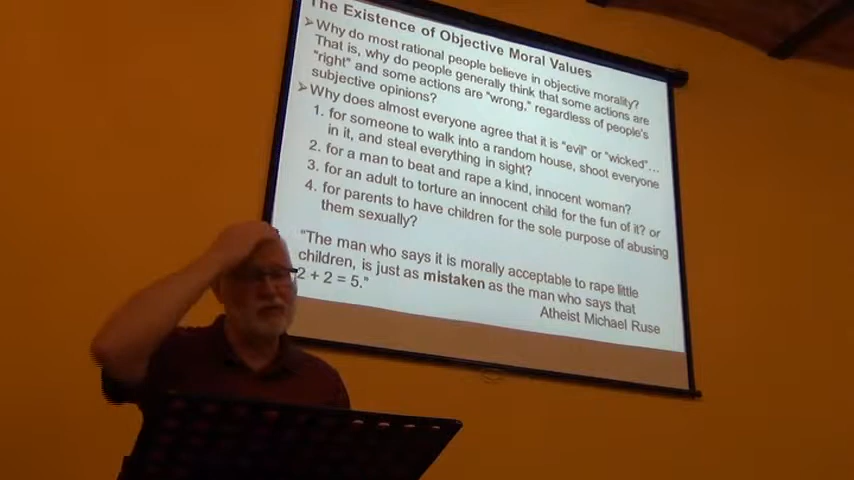 The Existence of Objective Moral Values
➢Why do most rational people believe in objective morality?
That is, why do people generally think that some actions are
"right" and some actions are "wrong," regardless of people's
subjective opinions?
➢Why does almost everyone agree that it is "evil" or "wicked"…
1. for someone to walk into a random house, shoot everyone
in it, and steal everything in sight?
2. for a man to beat and rape a kind, innocent woman?
3. for an adult to torture an innocent child for the fun of it? or
4. for parents to have children for the sole purpose of abusing
them sexually?
"The man who says it is morally acceptable to rape little
children, is just as mistaken as the man who says that
2 + 2 = 5."
Atheist Michael Ruse